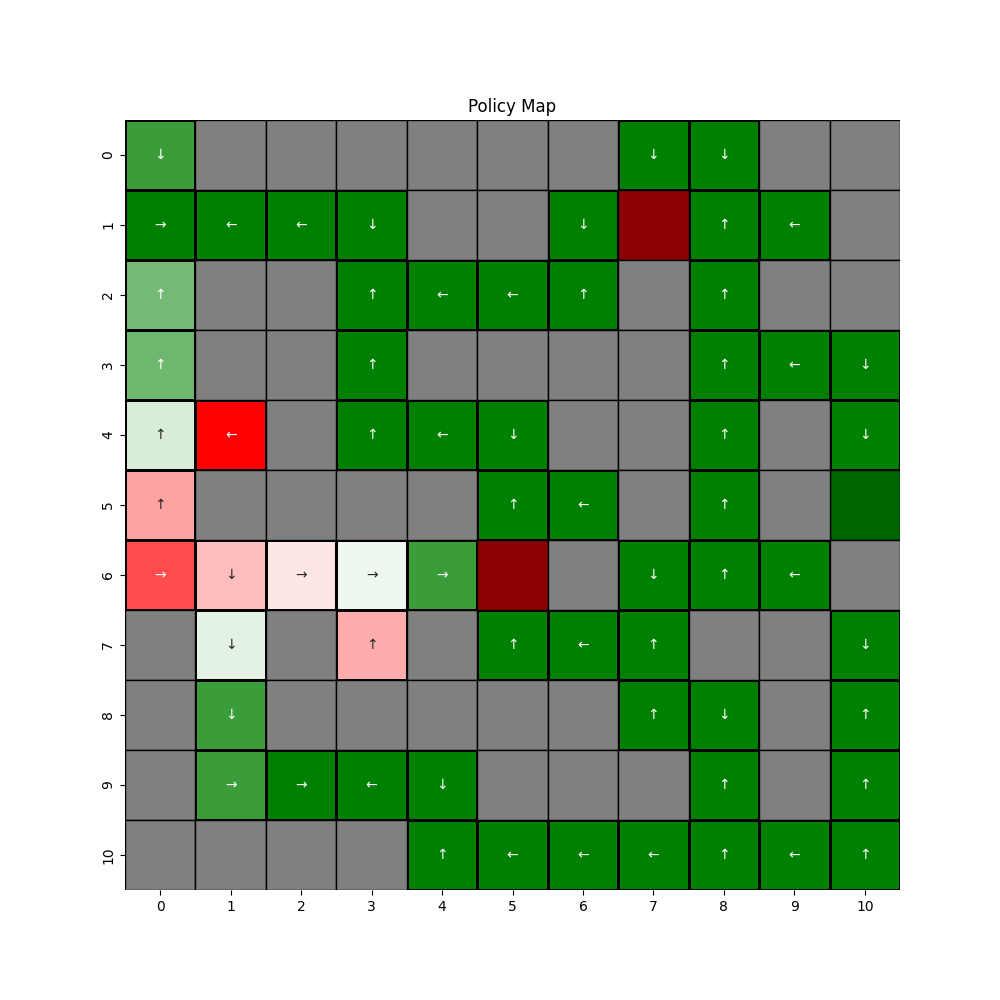 Policy Map
0 ↓ ↓ ↓
1 → ← ← ↓ ↓ ↑ ←
2 ↑ ↑ ← ← ↑ ↑
3 ↑ ↑ ↑ ← ↓
4 ↑ ← ↑ ← ↓ ↑ ↓
5 ↑ ↑ ← ↑
6 → ↓ → → → ↓ ↑ ←
7 ↓ ↑ ↑ ← ↑ ↓
8 ↓ ↑ ↓ ↑
9 → → ← ↓ ↑ ↑
10 ↑ ← ← ← ↑ ← ↑
0 1 2 3 4 5 6 7 8 9 10